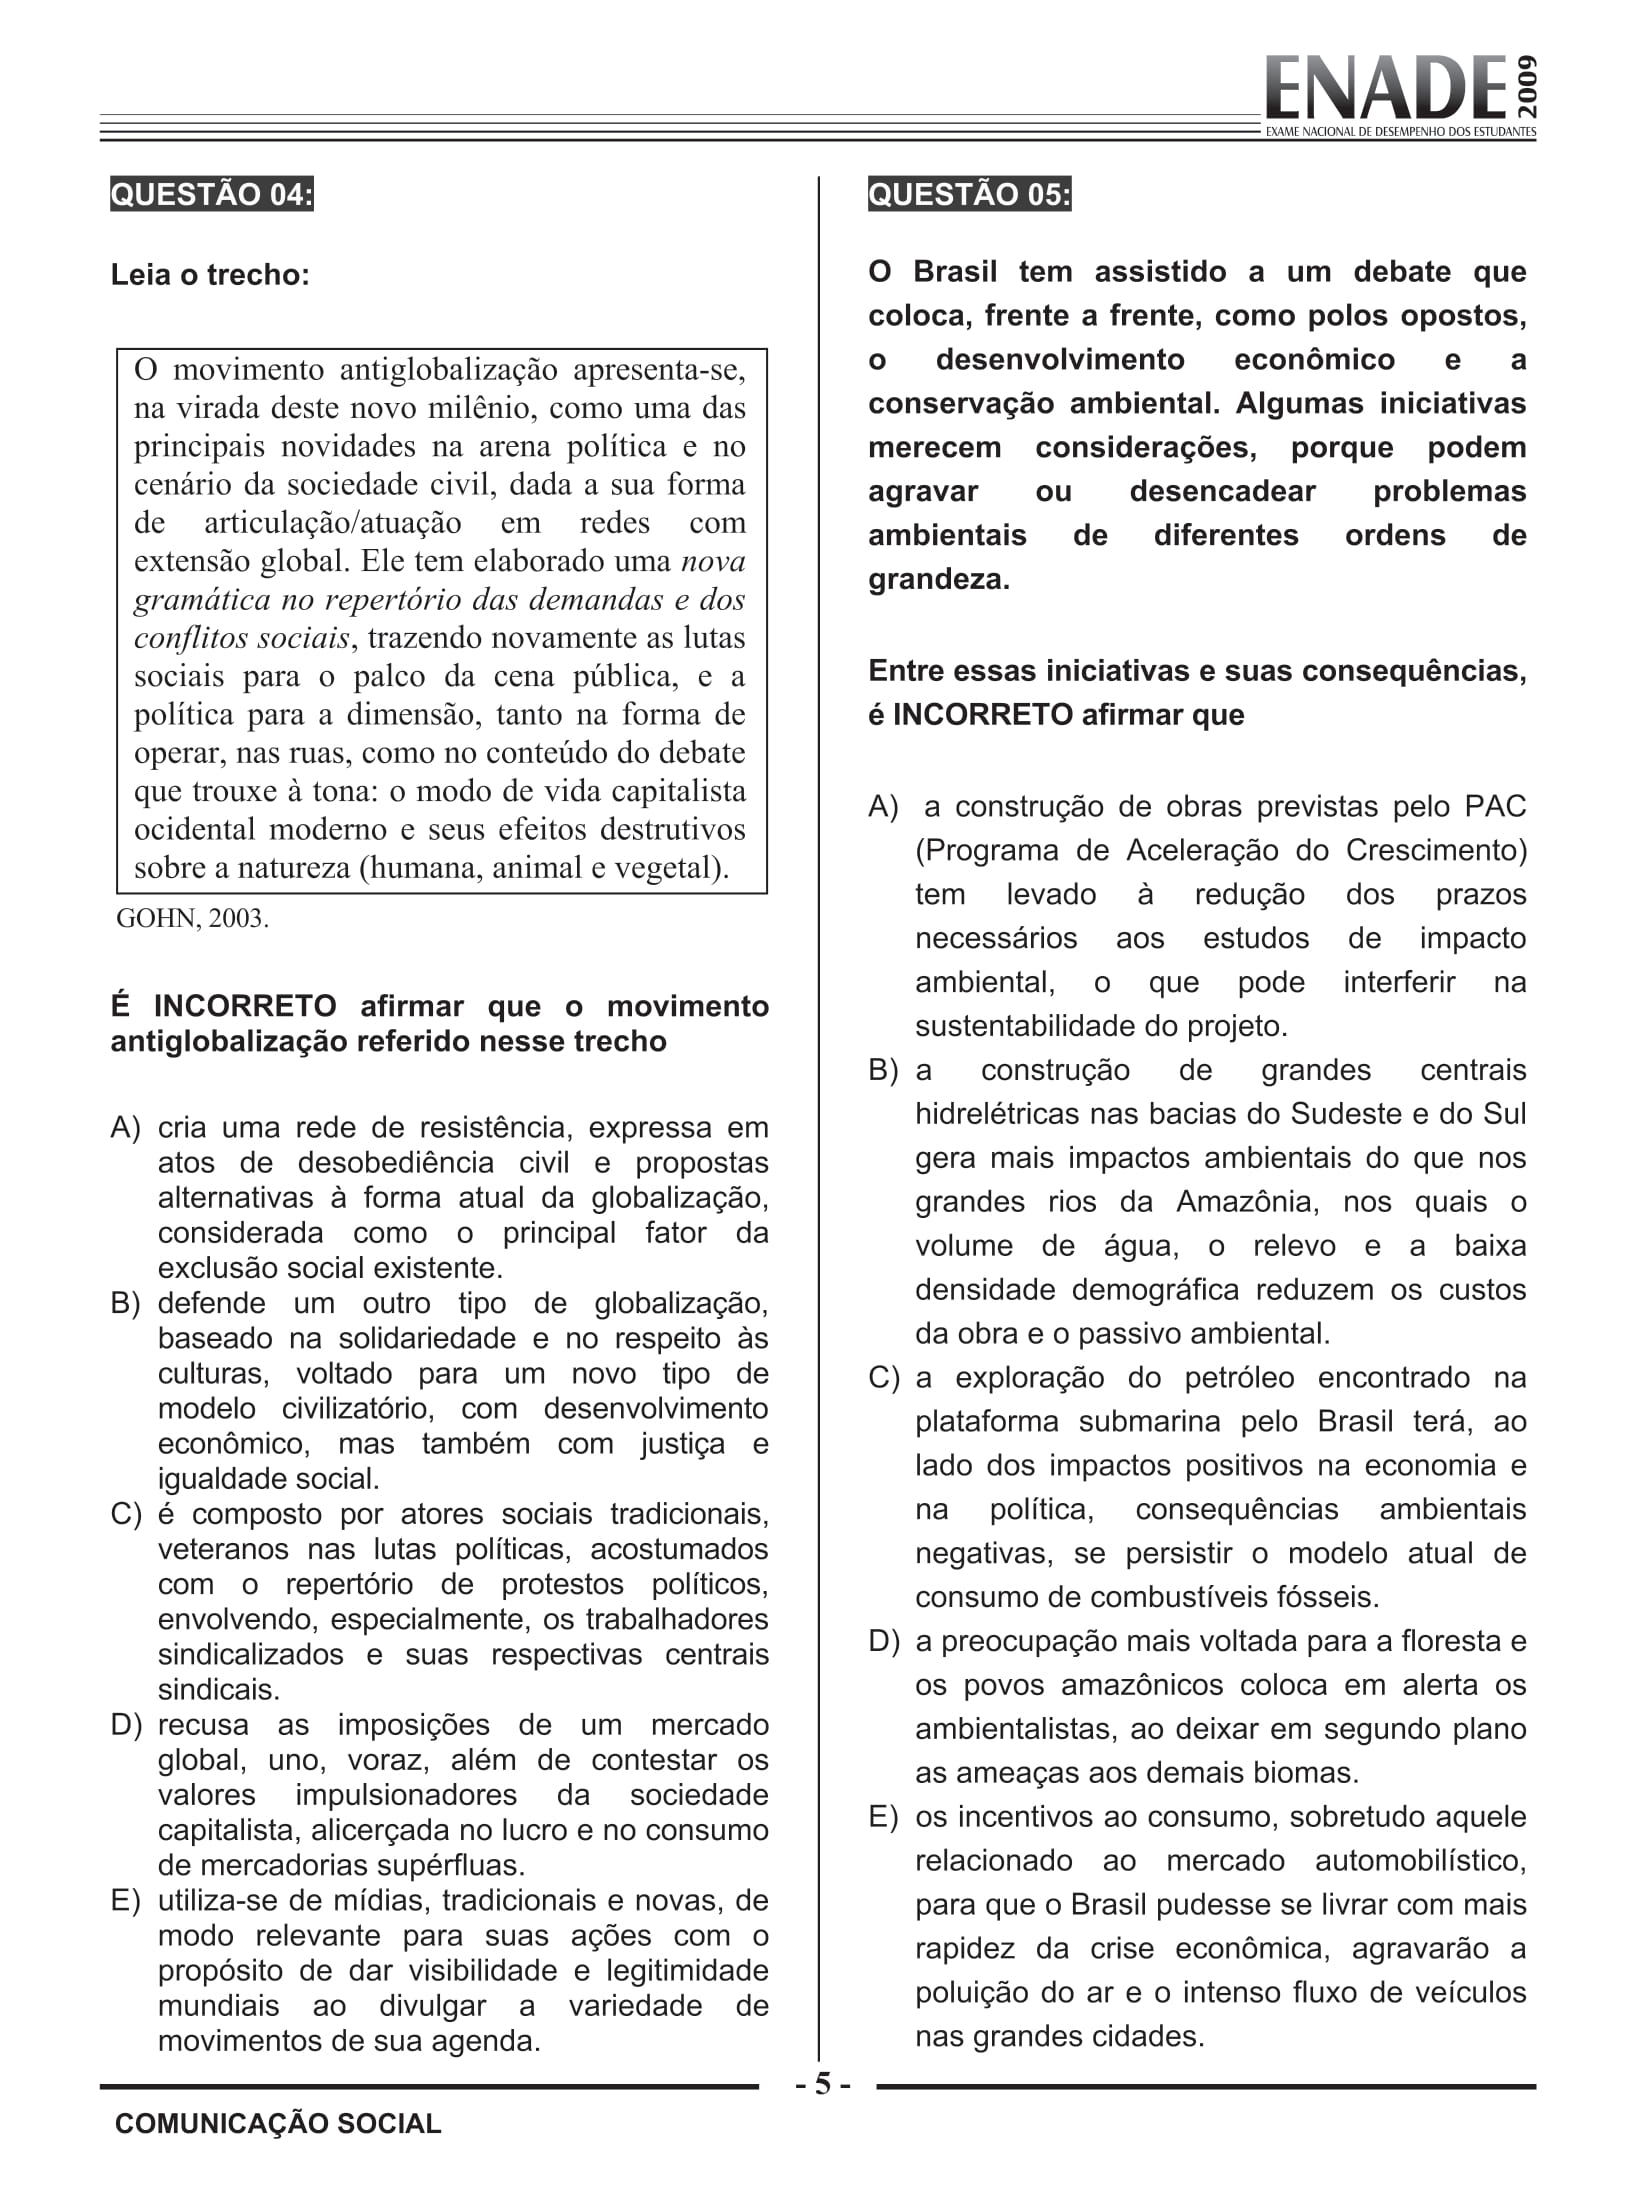 ENADE 2009
EXAME NACIONAL DE DESEMPENHO DOS ESTUDANTES
QUESTÃO 04:
Leia o trecho:
O movimento antiglobalização apresenta-se,
na virada deste novo milênio, como uma das
principais novidades na arena política e no
cenário da sociedade civil, dada a sua forma
de articulação/atuação em redes com
extensão global. Ele tem elaborado uma nova
gramática no repertório das demandas e dos
conflitos sociais, trazendo novamente as lutas
sociais para o palco da cena pública, e a
política para a dimensão, tanto na forma de
operar, nas ruas, como no conteúdo do debate
que trouxe à tona: o modo de vida capitalista
ocidental moderno e seus efeitos destrutivos
sobre a natureza (humana, animal e vegetal).
GOHN, 2003.
É INCORRETO afirmar que o movimento
antiglobalização referido nesse trecho
A) cria uma rede de resistência, expressa em
atos de desobediência civil e propostas
alternativas à forma atual da globalização,
considerada como o principal fator da
exclusão social existente.
B) defende um outro tipo de globalização,
baseado na solidariedade e no respeito às
culturas, voltado para um novo tipo de
modelo civilizatório, com desenvolvimento
econômico, mas também com justiça e
igualdade social.
C) é composto por atores sociais tradicionais,
veteranos nas lutas políticas, acostumados
com o repertório de protestos políticos,
envolvendo, especialmente, os trabalhadores
sindicalizados e suas respectivas centrais
sindicais.
D) recusa as imposições de um mercado
global, uno, voraz, além de contestar os
valores impulsionadores da sociedade
capitalista, alicerçada no lucro e no consumo
de mercadorias supérfluas.
E) utiliza-se de mídias, tradicionais e novas, de
modo relevante para suas ações com o
propósito de dar visibilidade e legitimidade
mundiais ao divulgar a variedade de
movimentos de sua agenda.
QUESTÃO 05:
O Brasil tem assistido a um debate que
coloca, frente a frente, como polos opostos,
o desenvolvimento econômico e a
conservação ambiental. Algumas iniciativas
merecem considerações, porque podem
agravar ou desencadear problemas
ambientais de diferentes ordens de
grandeza.
Entre essas iniciativas e suas consequências,
é INCORRETO afirmar que
A) a construção de obras previstas pelo PAC
(Programa de Aceleração do Crescimento)
tem levado à redução dos prazos
necessários aos estudos de impacto
ambiental, o que pode interferir na
sustentabilidade do projeto.
B) a construção de grandes centrais
hidrelétricas nas bacias do Sudeste e do Sul
gera mais impactos ambientais do que nos
grandes rios da Amazônia, nos quais o
volume de água, o relevo e a baixa
densidade demográfica reduzem os custos
da obra e o passivo ambiental.
C) a exploração do petróleo encontrado na
plataforma submarina pelo Brasil terá, ao
lado dos impactos positivos na economia e
na política, consequências ambientais
negativas, se persistir o modelo atual de
consumo de combustíveis fósseis.
D) a preocupação mais voltada para a floresta e
os povos amazônicos coloca em alerta os
ambientalistas, ao deixar em segundo plano
as ameaças aos demais biomas.
E) os incentivos ao consumo, sobretudo aquele
relacionado ao mercado automobilístico,
para que o Brasil pudesse se livrar com mais
rapidez da crise econômica, agravarão a
poluição do ar e o intenso fluxo de veículos
nas grandes cidades.
- 5 -
COMUNICAÇÃO SOCIAL